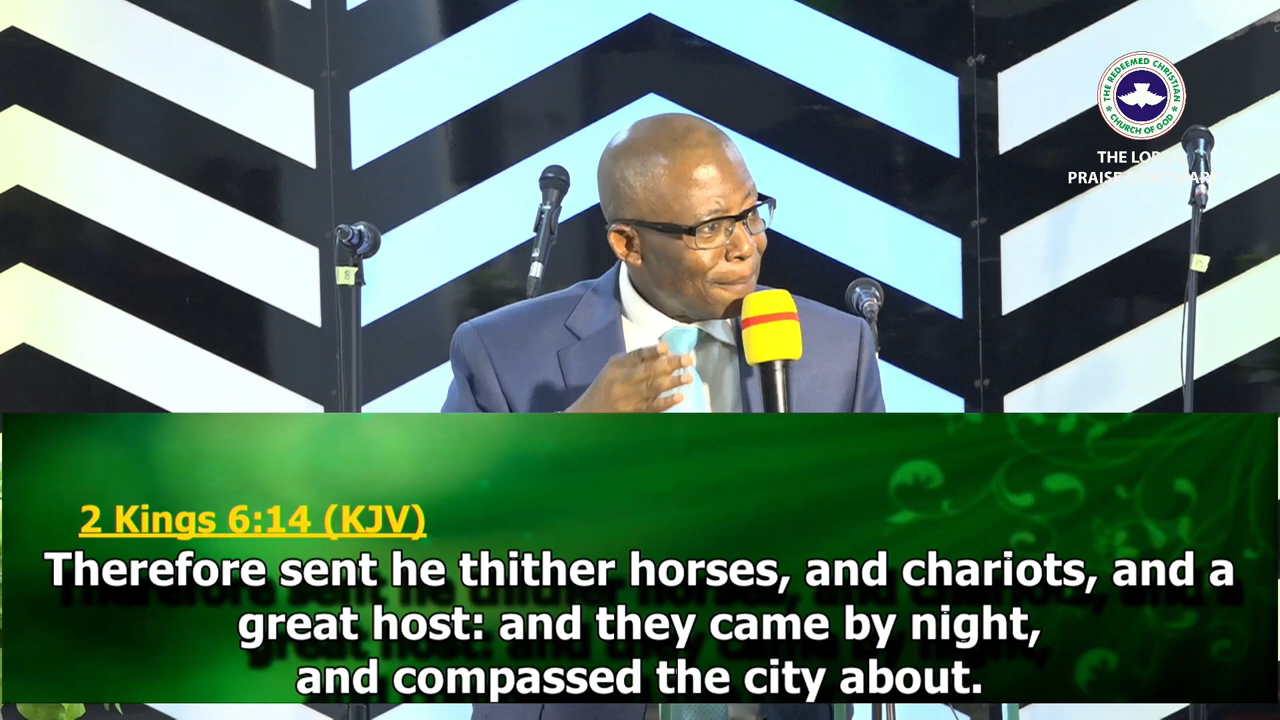 THE REDEEMED CHRISTIAN
CHURCH OF GOD
THE
PRAISE
2 Kings 6:14 (KJV)
Therefore sent he thither horses, and chariots, and a
great host: and they came by night,
and compassed the city about.